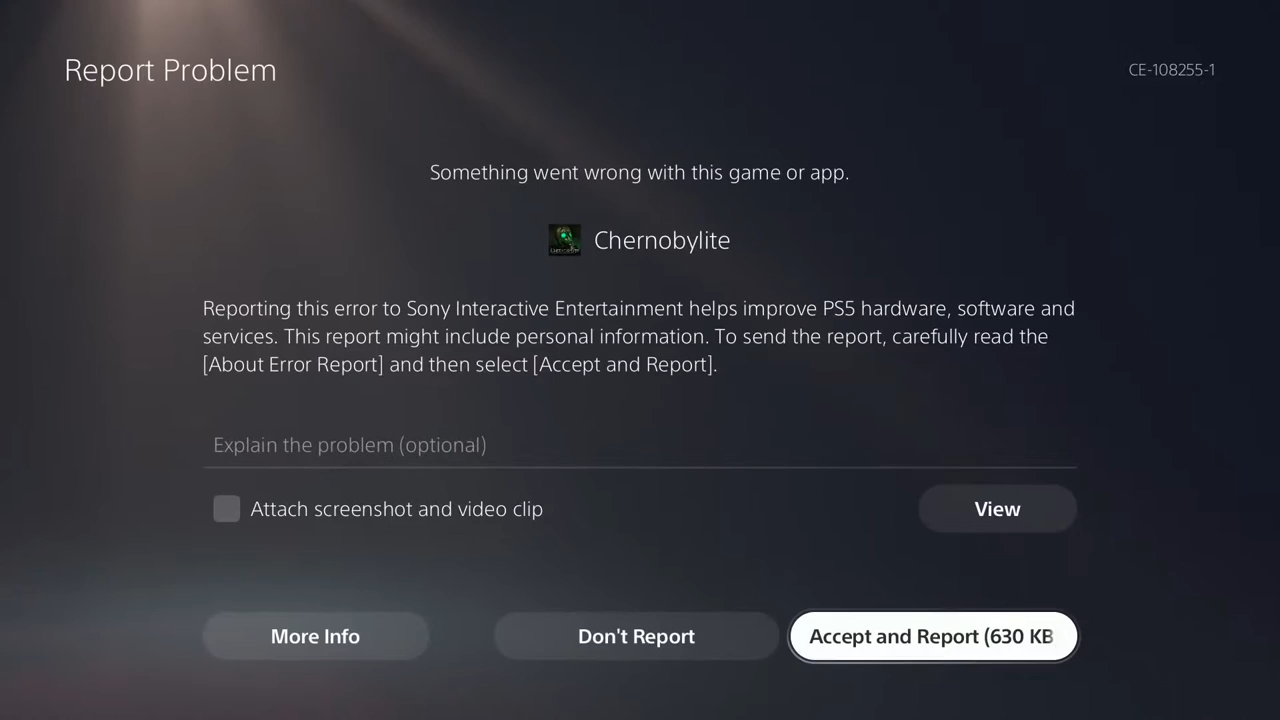 Report Problem
CE-108255-1
Something went wrong with this game or app.
Chernobylite
Reporting this error to Sony Interactive Entertainment helps improve PS5 hardware, software and
services. This report might include personal information. To send the report, carefully read the
[About Error Report] and then select [Accept and Report].
Explain the problem (optional)
Attach screenshot and video clip
View
More Info
Don't Report
Accept and Report (630 KB